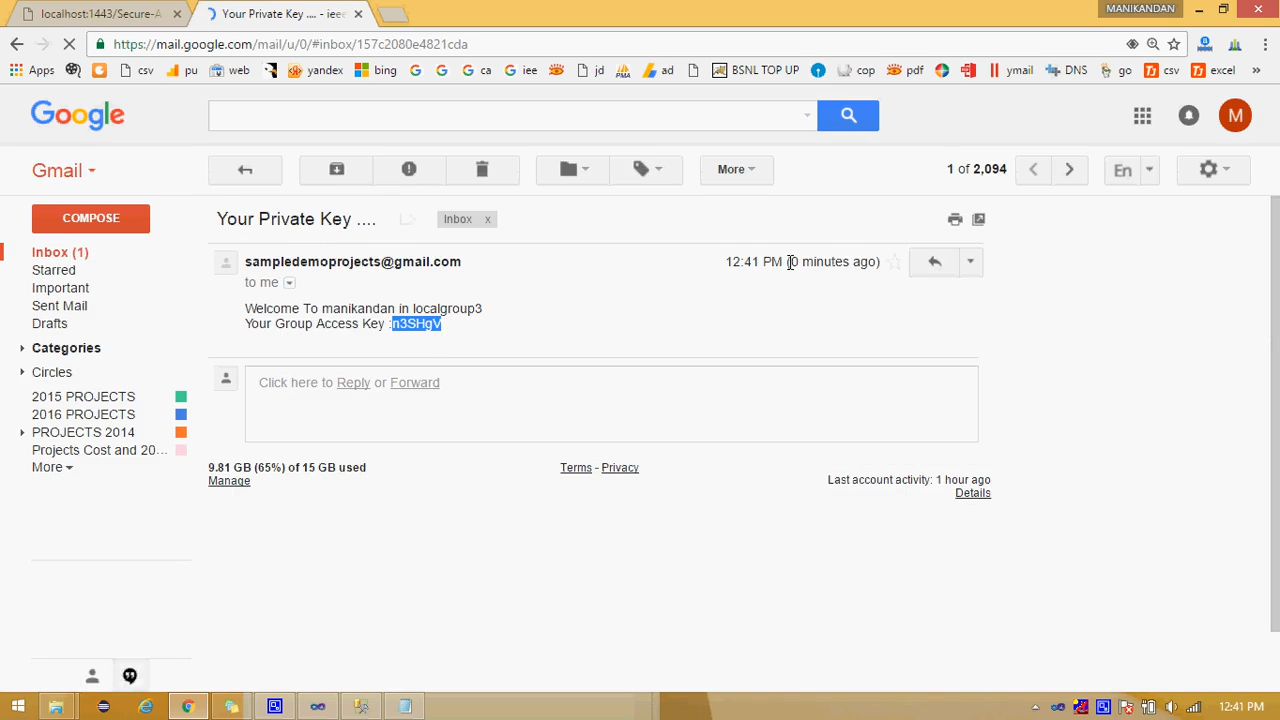 localhost:1443/Secure-A
Your Private Key .... - ieee
MANIKANDAN
https://mail.google.com/mail/u/0/#inbox/157c2080e4821cda
Apps csv pu web yandex bing ca iea jd ad BSNL TOP UP cop pdf ymail DNS go csv excel »
Google
M
Gmail
More
1 of 2,094
En
COMPOSE
Your Private Key ....
Inbox x
Inbox (1)
Starred
Important
Sent Mail
Drafts
Categories
Circles
2015 PROJECTS
2016 PROJECTS
PROJECTS 2014
Projects Cost and 20...
More
sampledemoprojects@gmail.com
12:41 PM (0 minutes ago)
to me
Welcome To manikandan in localgroup3
Your Group Access Key :n3SHgV
Click here to Reply or Forward
9.81 GB (65%) of 15 GB used
Manage
Terms - Privacy
Last account activity: 1 hour ago
Details
12:41 PM